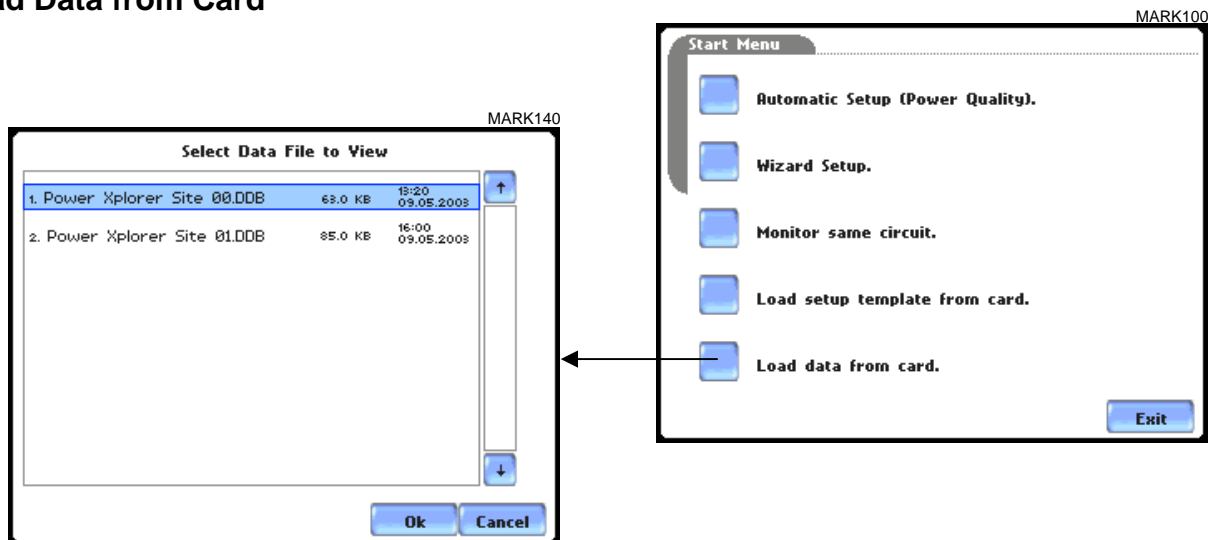 ad Data from Card
MARK100
Start Menu
Automatic Setup (Power Quality).
Wizard Setup.
Monitor same circuit.
Load setup template from card.
Load data from card.
Exit
MARK140
Select Data File to View
1. Power Xplorer Site 00.DDB 63.0 KB 13:20
09.05.2003
2. Power Xplorer Site 01.DDB 85.0 KB 16:00
09.05.2003
Ok Cancel